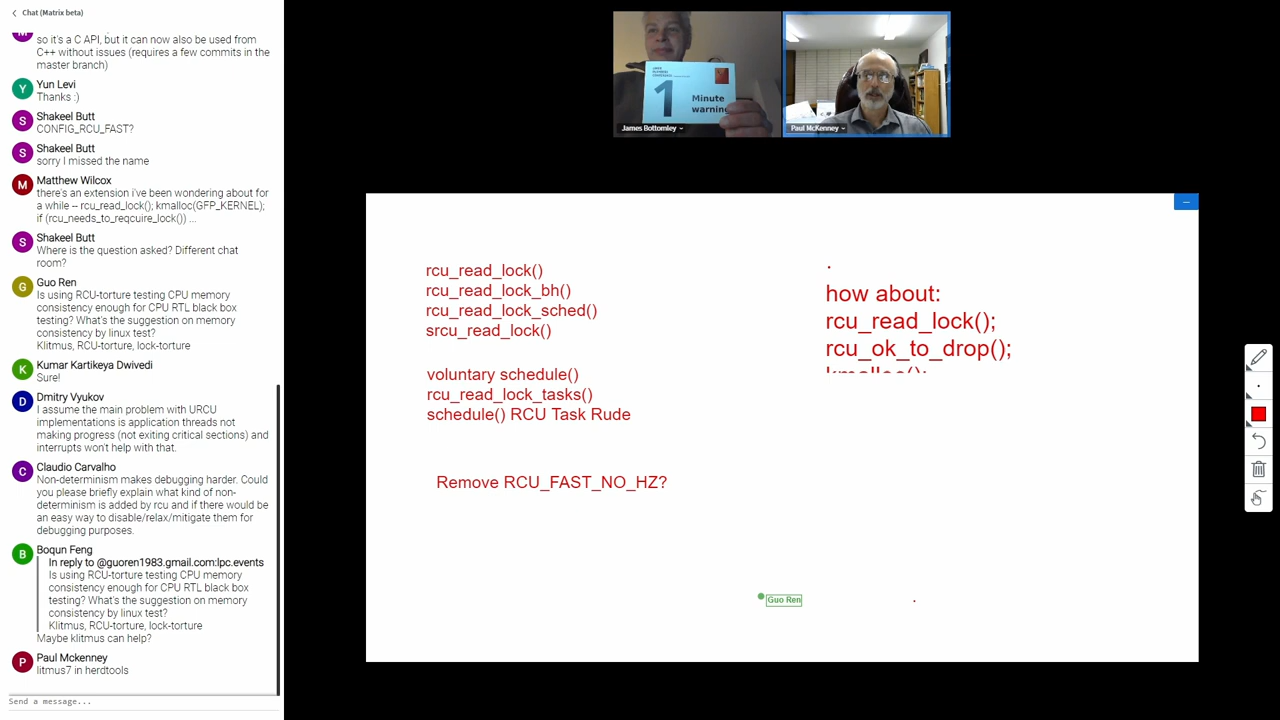 Chat (Matrix beta)
so it's a C API, but it can now also be used from
C++ without issues (requires a few commits in the
master branch)
Y
Yun Levi
Thanks :)
S
Shakeel Butt
CONFIG_RCU_FAST?
S
Shakeel Butt
sorry I missed the name
M
Matthew Wilcox
there's an extension i've been wondering about for
a while -- rcu_read_lock(); kmalloc(GFP_KERNEL);
if (rcu_needs_to_reqcuire_lock()) ...
S
Shakeel Butt
Where is the question asked? Different chat
room?
G
Guo Ren
Is using RCU-torture testing CPU memory
consistency enough for CPU RTL black box
testing? What's the suggestion on memory
consistency by linux test?
Klitmus, RCU-torture, lock-torture
K
Kumar Kartikeya Dwivedi
Sure!
D
Dmitry Vyukov
I assume the main problem with URCU
implementations is application threads not
making progress (not exiting critical sections) and
interrupts won't help with that.
C
Claudio Carvalho
Non-determinism makes debugging harder. Could
you please briefly explain what kind of non-
determinism is added by rcu and if there would be
an easy way to disable/relax/mitigate them for
debugging purposes.
B
Boqun Feng
In reply to @guoren1983.gmail.com:lpc.events
Is using RCU-torture testing CPU memory
consistency enough for CPU RTL black box
testing? What's the suggestion on memory
consistency by linux test?
Klitmus, RCU-torture, lock-torture
Maybe klitmus can help?
P
Paul Mckenney
litmus7 in herdtools
Send a message...
1 Minute
warning
James Bottomley
Paul McKenney
rcu_read_lock()
rcu_read_lock_bh()
rcu_read_lock_sched()
srcu_read_lock()
voluntary schedule()
rcu_read_lock_tasks()
schedule() RCU Task Rude
Remove RCU_FAST_NO_HZ?
how about:
rcu_read_lock();
rcu_ok_to_drop();
kmalloc();
Guo Ren